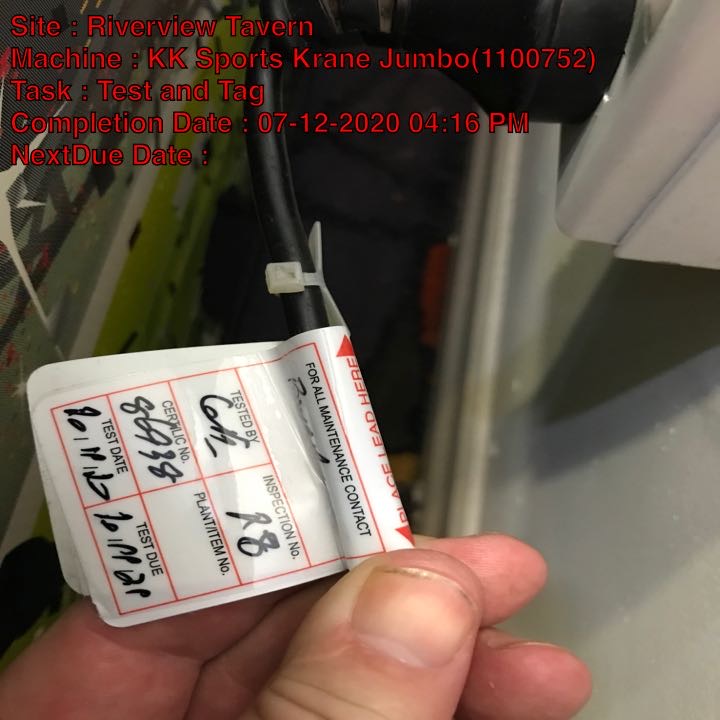 Site : Riverview Tavern
Machine : KK Sports Krane Jumbo(1100752)
Task : Test and Tag
Completion Date : 07-12-2020 04:16 PM
NextDue Date :
PLACE LEAD HERE
FOR ALL MAINTENANCE CONTACT
TESTED BY
INSPECTION No.
R8
CERT/LIC No.
86938
PLANT/ITEM No.
TEST DATE
TEST DUE